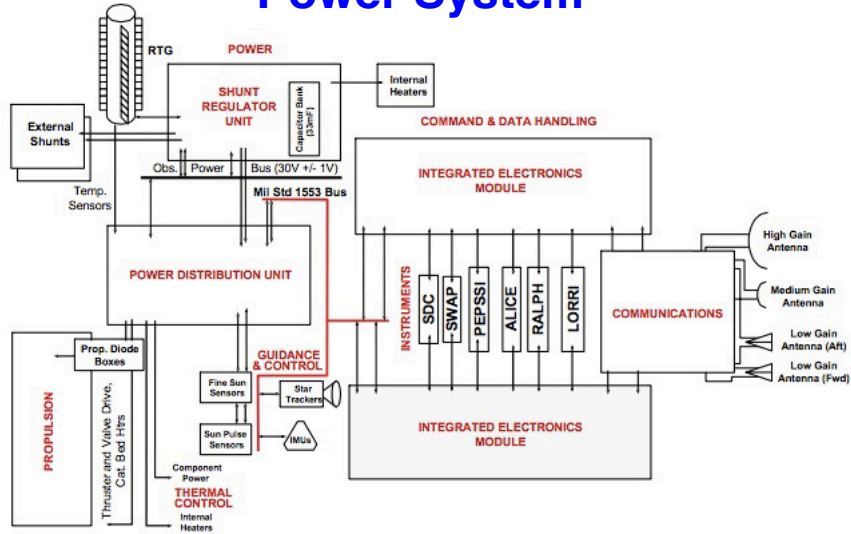 Power System
RTG
POWER
SHUNT
REGULATOR
UNIT
Capacitor Bank
(33mF)
Internal
Heaters
External
Shunts
Obs. Power Bus (30V +/- 1V)
Temp.
Sensors
Mil Std 1553 Bus
COMMAND & DATA HANDLING
INTEGRATED ELECTRONICS
MODULE
POWER DISTRIBUTION UNIT
INSTRUMENTS
SDC
SWAP
PEPSSI
ALICE
RALPH
LORRI
COMMUNICATIONS
High Gain
Antenna
Medium Gain
Antenna
Low Gain
Antenna (Aft)
Low Gain
Antenna (Fwd)
Prop. Diode
Boxes
PROPULSION
Thruster and Valve Drive,
Cat. Bed Htrs
GUIDANCE
& CONTROL
Fine Sun
Sensors
Star
Trackers
Sun Pulse
Sensors
IMUs
Component
Power
THERMAL
CONTROL
Internal
Heaters
INTEGRATED ELECTRONICS
MODULE